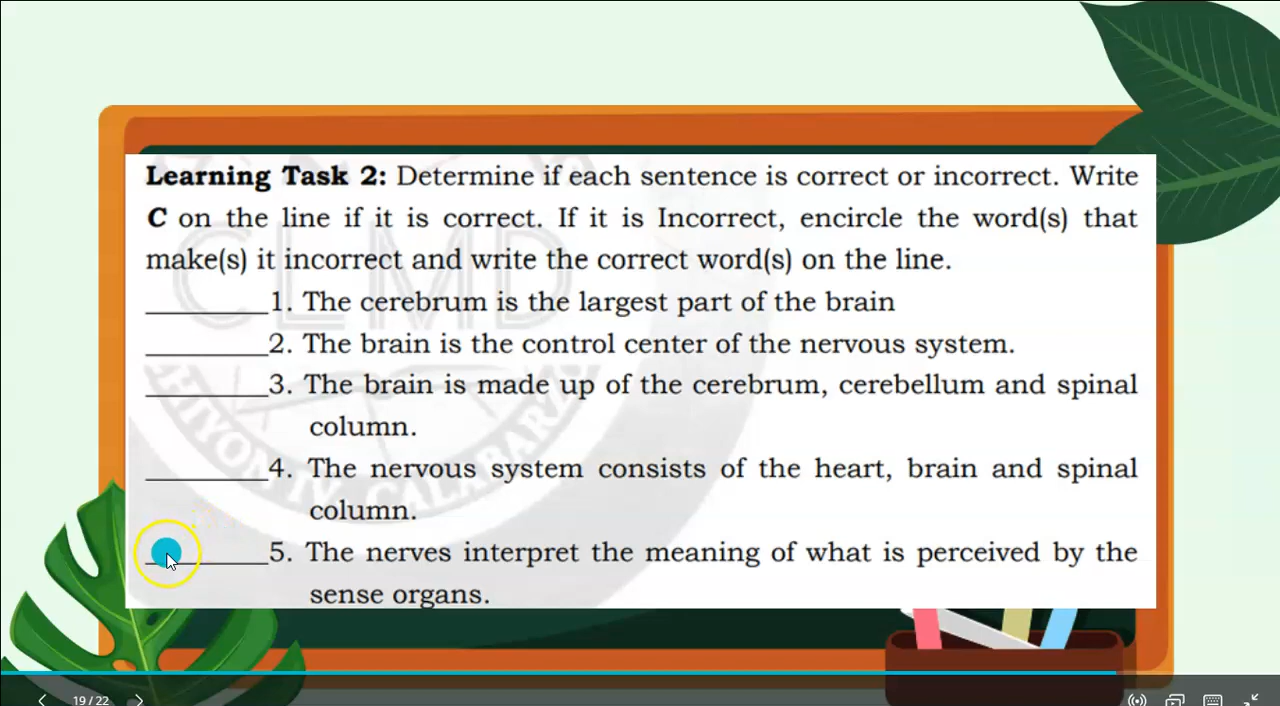 Learning Task 2: Determine if each sentence is correct or incorrect. Write
C on the line if it is correct. If it is Incorrect, encircle the word(s) that
make(s) it incorrect and write the correct word(s) on the line.
_________1. The cerebrum is the largest part of the brain
_________2. The brain is the control center of the nervous system.
_________3. The brain is made up of the cerebrum, cerebellum and spinal
column.
_________4. The nervous system consists of the heart, brain and spinal
column.
_________5. The nerves interpret the meaning of what is perceived by the
sense organs.
CLMD
IV CALABARZ
19 / 22